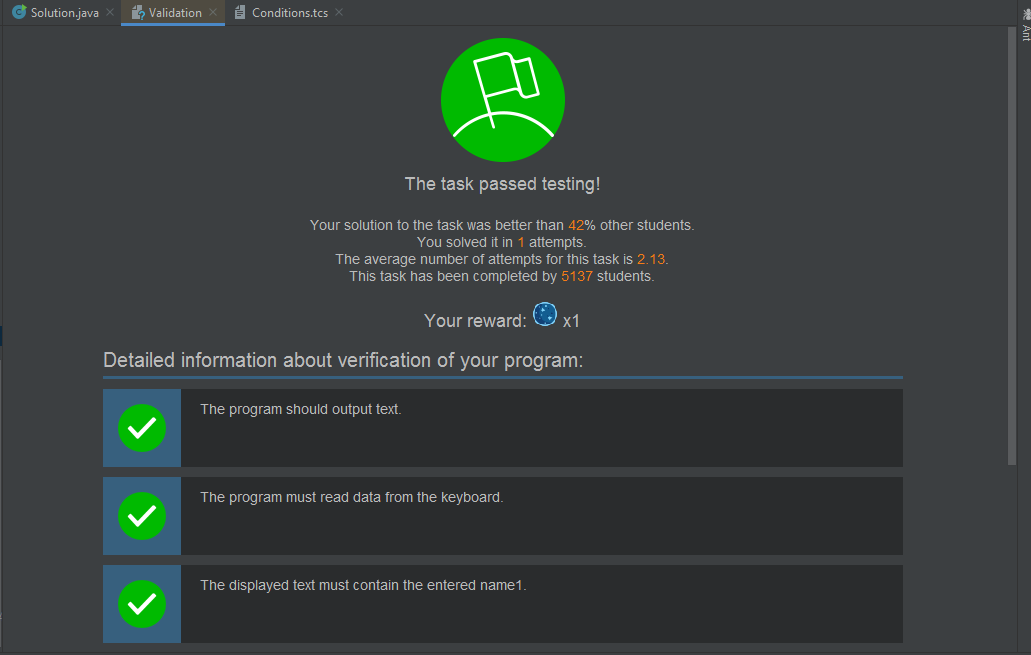 Solution.java
Validation
Conditions.tcs
Ant
The task passed testing!
Your solution to the task was better than 42% other students.
You solved it in 1 attempts.
The average number of attempts for this task is 2.13.
This task has been completed by 5137 students.
Your reward: x1
Detailed information about verification of your program:
The program should output text.
The program must read data from the keyboard.
The displayed text must contain the entered name1.